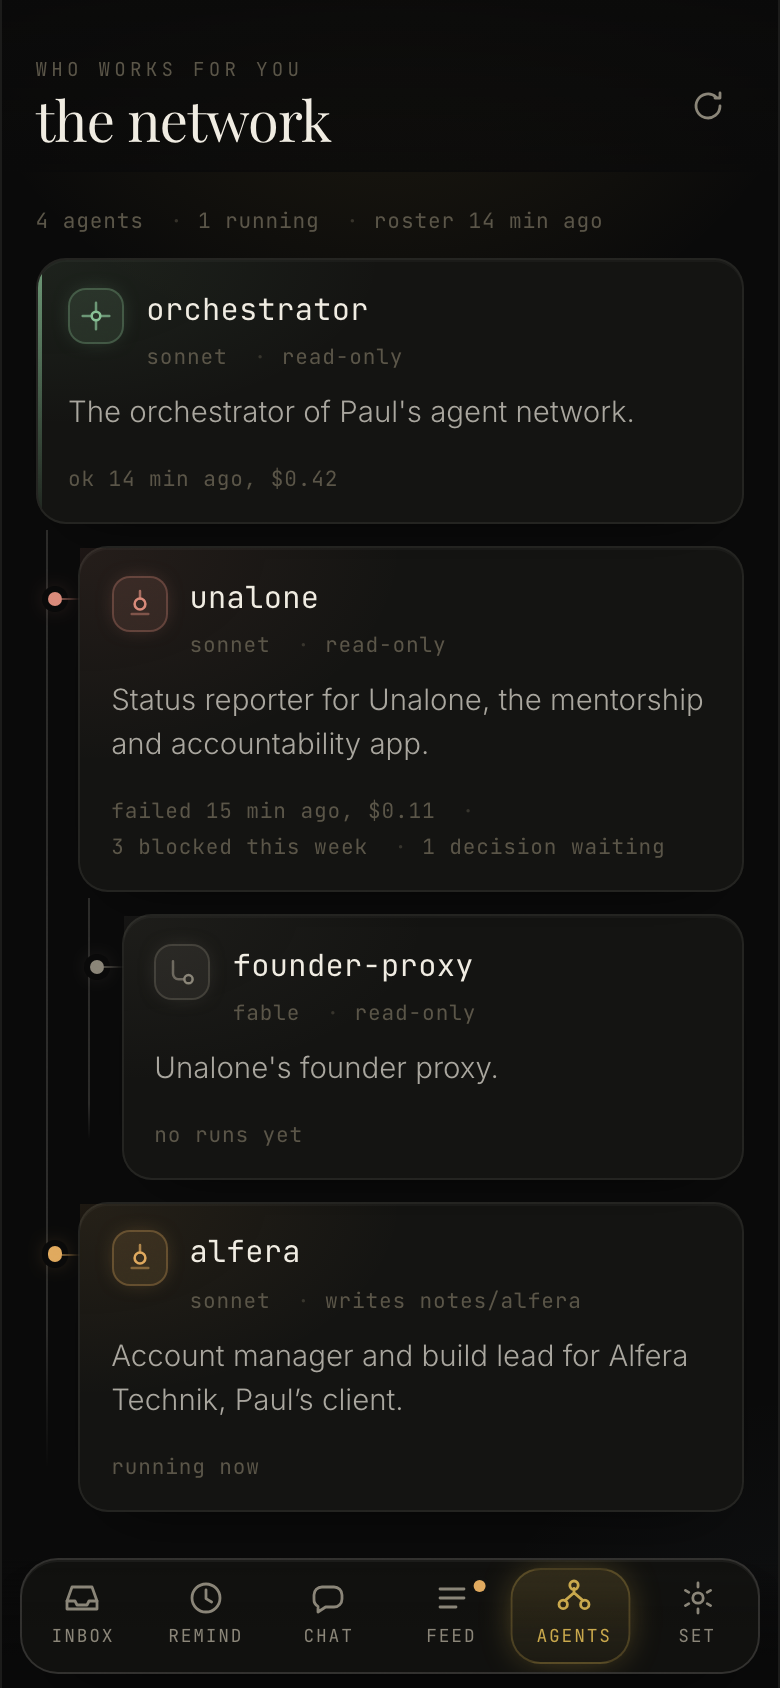 WHO WORKS FOR YOU
the network
4 agents · 1 running · roster 14 min ago
orchestrator
sonnet · read-only
The orchestrator of Paul's agent network.
ok 14 min ago, $0.42
unalone
sonnet · read-only
Status reporter for Unalone, the mentorship
and accountability app.
failed 15 min ago, $0.11 ·
3 blocked this week · 1 decision waiting
founder-proxy
fable · read-only
Unalone's founder proxy.
no runs yet
alfera
sonnet · writes notes/alfera
Account manager and build lead for Alfera
Technik, Paul’s client.
running now
INBOX REMIND CHAT FEED AGENTS SET